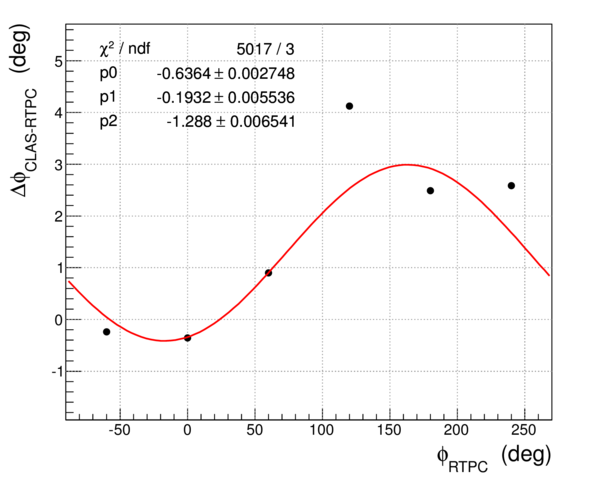 Δϕ_CLAS-RTPC (deg)
χ² / ndf 5017 / 3
p0 -0.6364 ± 0.002748
p1 -0.1932 ± 0.005536
p2 -1.288 ± 0.006541
5
4
3
2
1
0
-1
-50 0 50 100 150 200 250
ϕ_RTPC (deg)